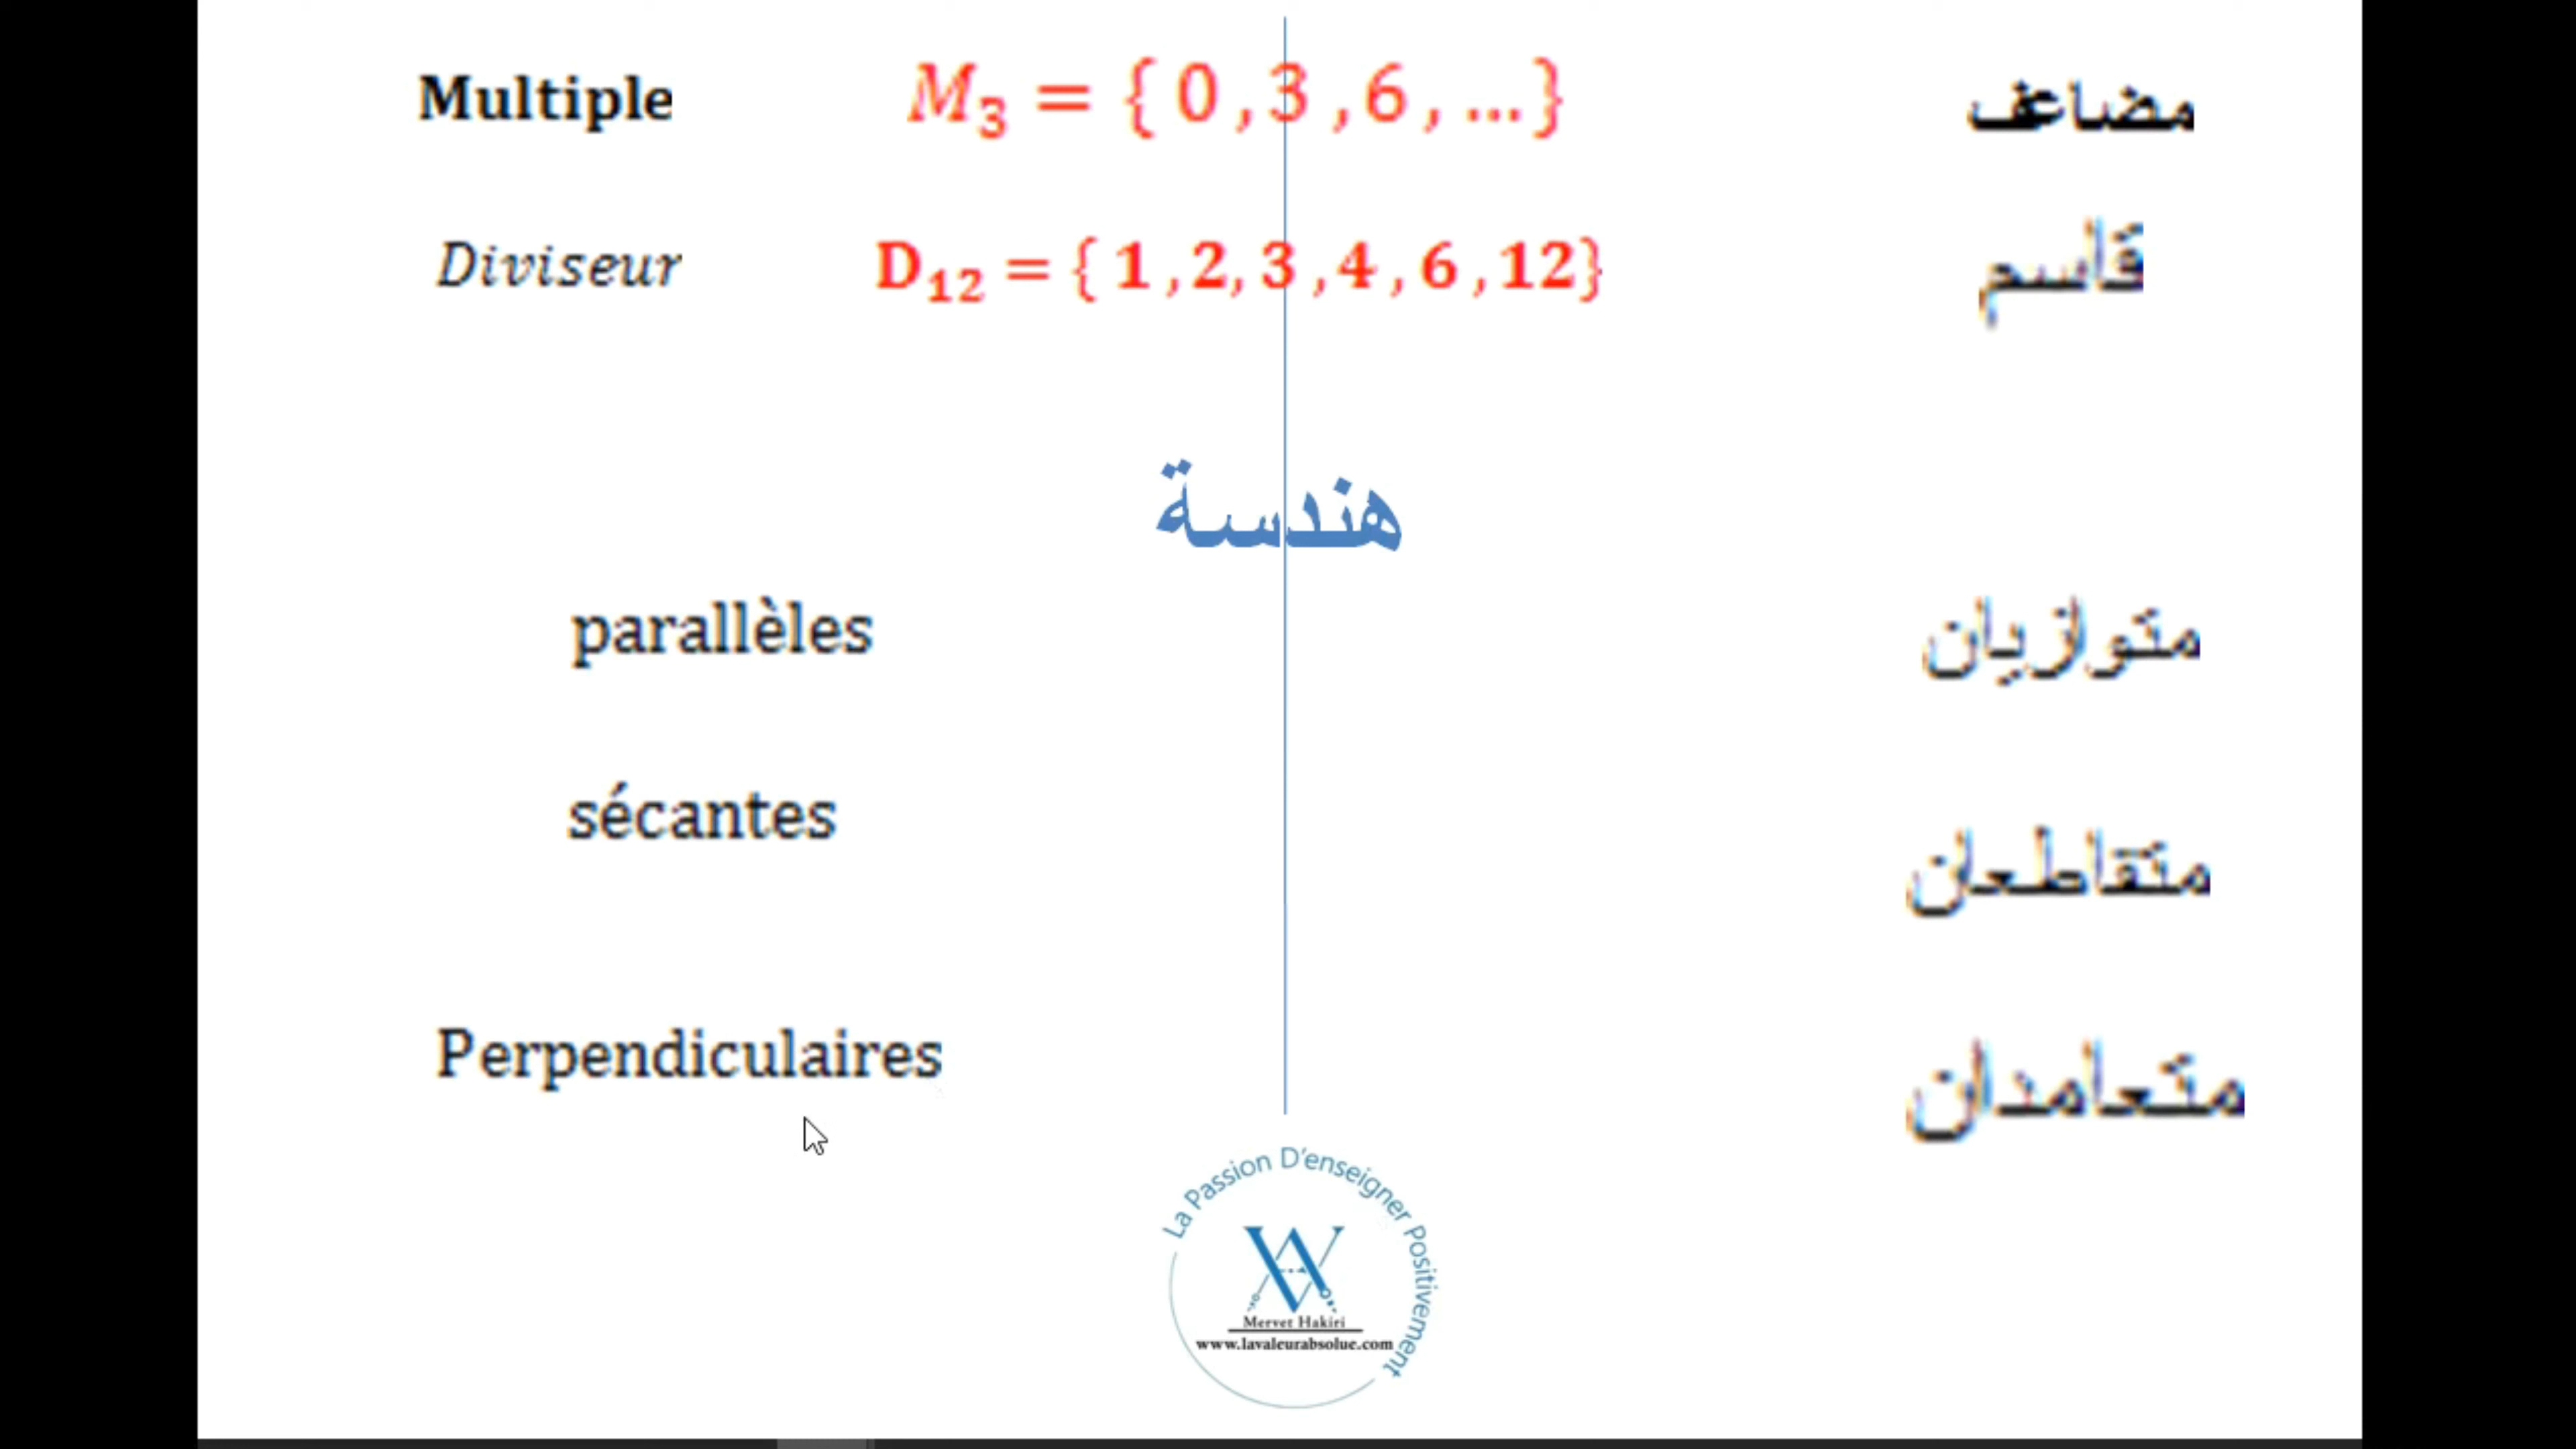 Multiple M₃ = { 0 , 3 , 6 , ... } مضاعف
Diviseur D₁₂ = { 1 , 2, 3 , 4 , 6 , 12} قاسم
هندسة
parallèles متوازيان
sécantes متقاطعان
Perpendiculaires متعامدان
La Passion D'enseigner Positivement
Mervet Hakiri
www.lavaleurabsolue.com